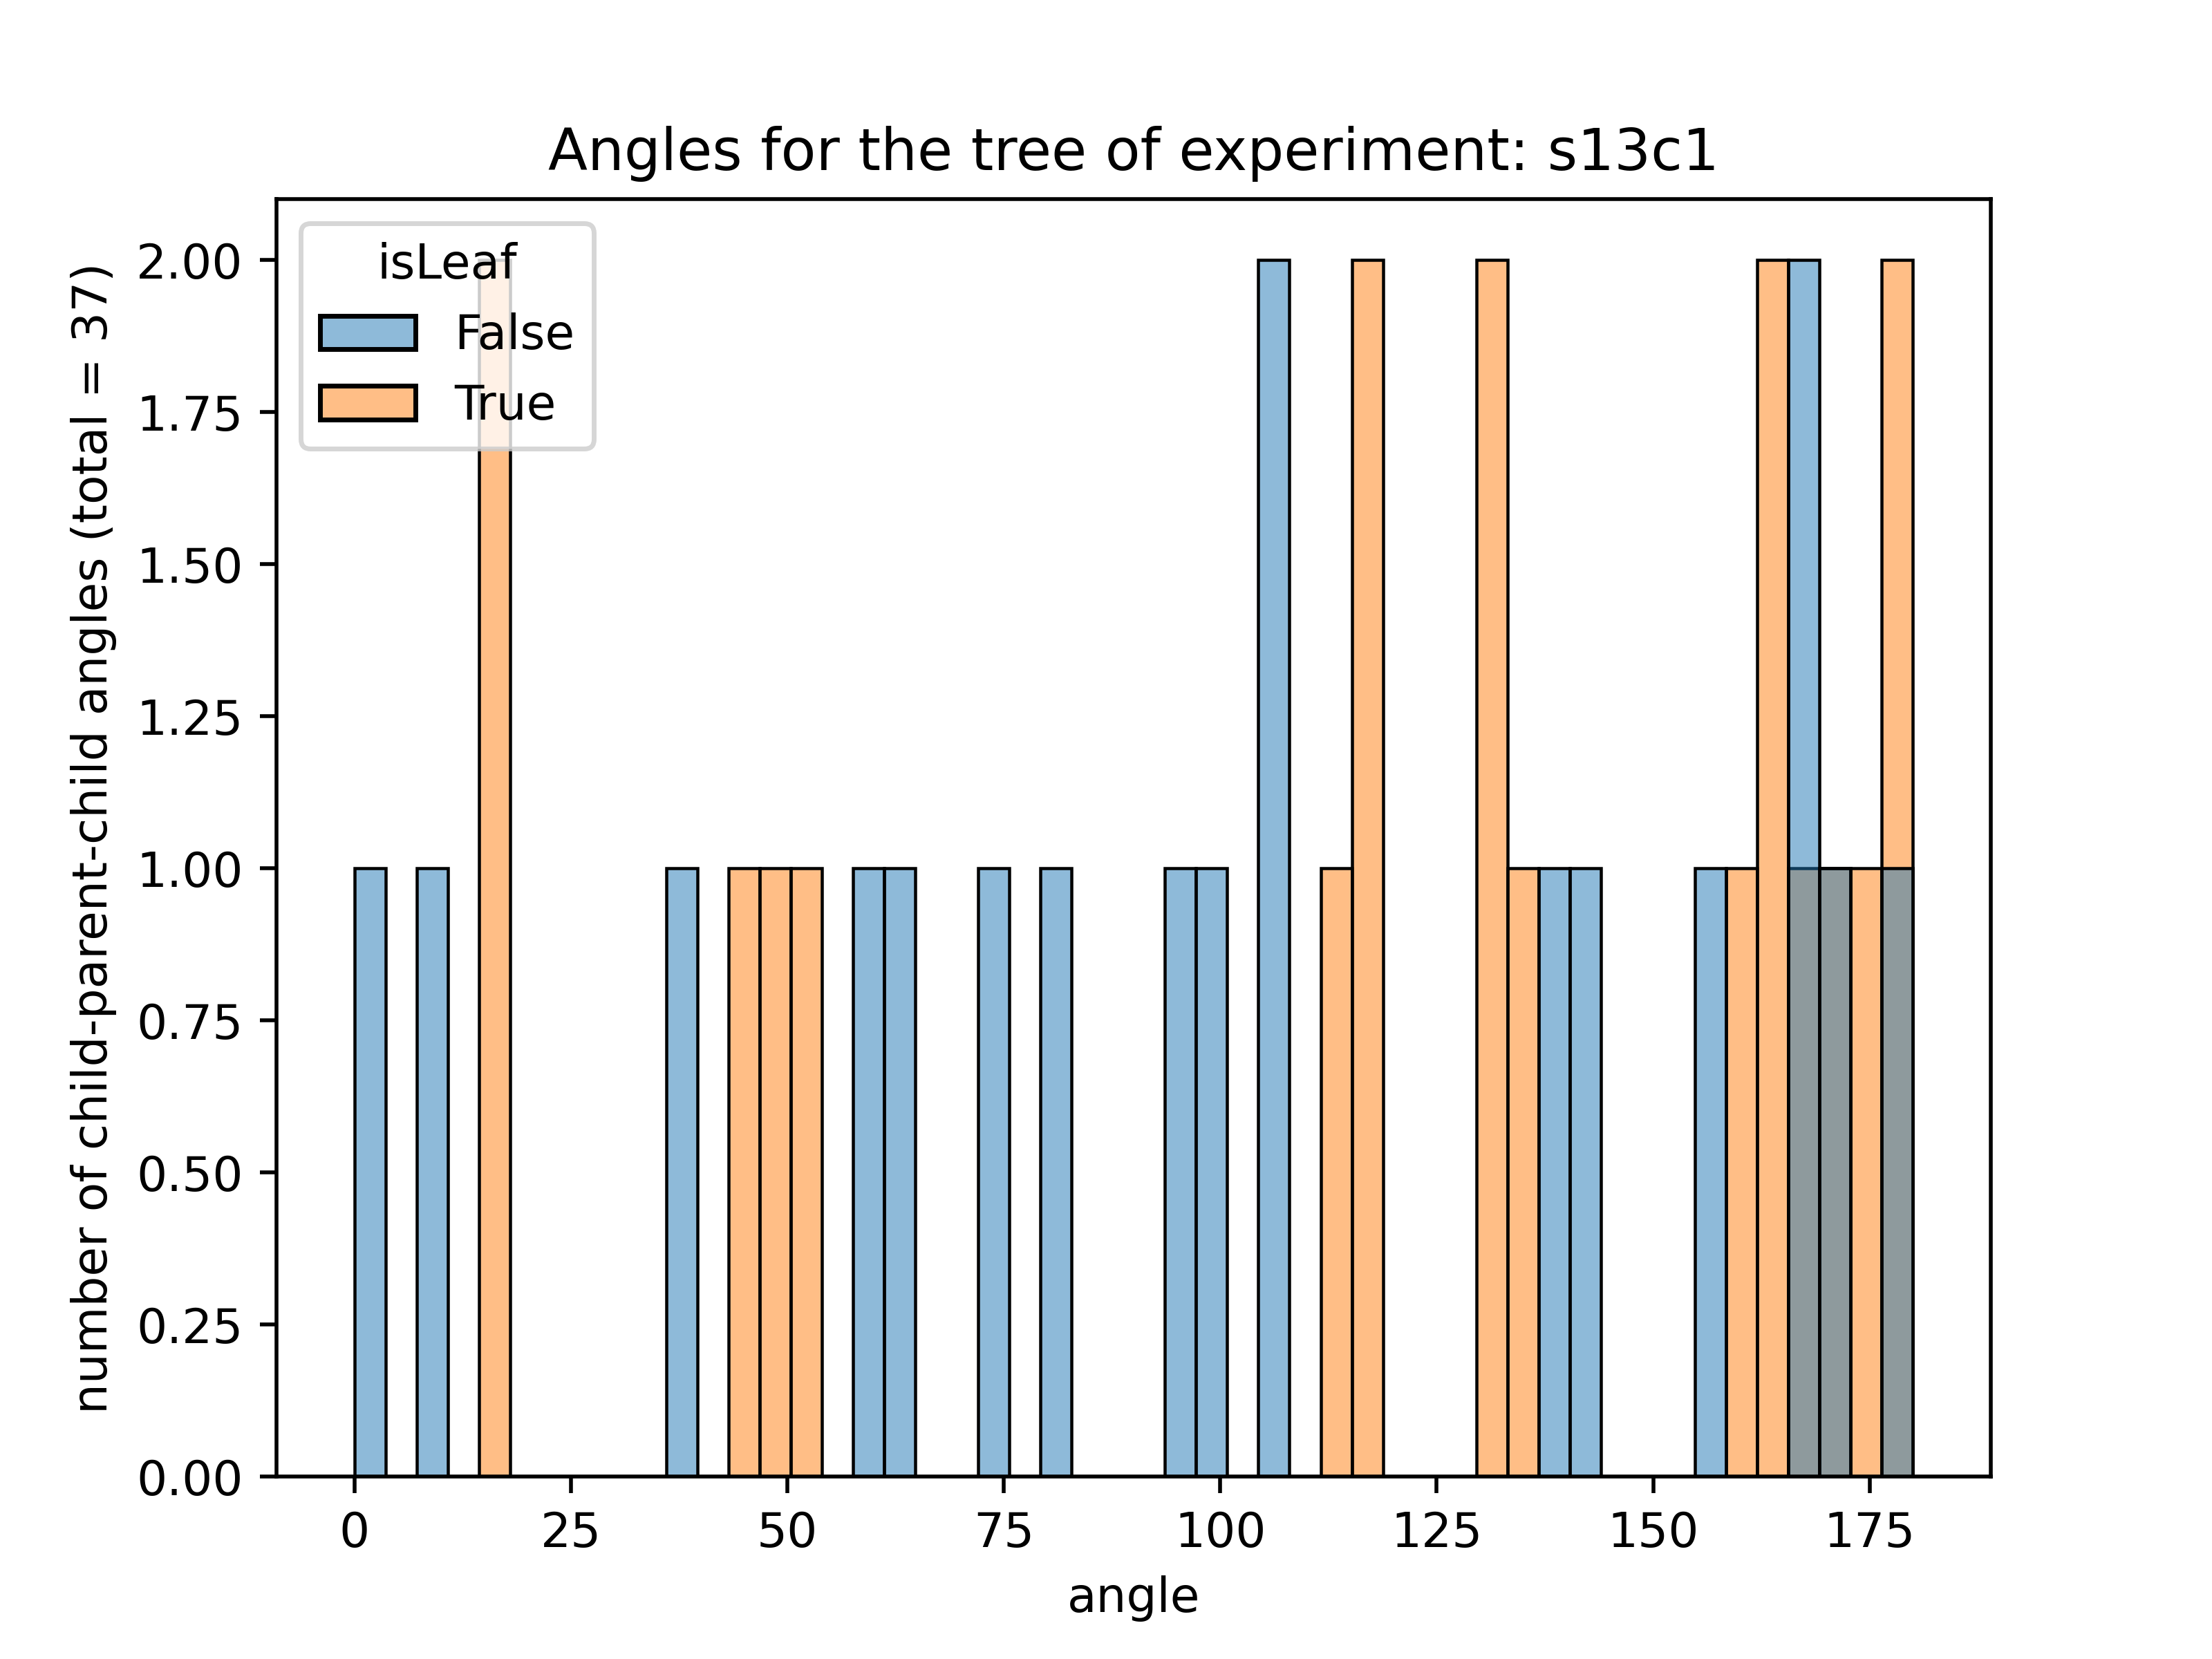 Angles for the tree of experiment: s13c1
isLeaf
False
True
number of child-parent-child angles (total = 37)
2.00
1.75
1.50
1.25
1.00
0.75
0.50
0.25
0.00
0 25 50 75 100 125 150 175
angle